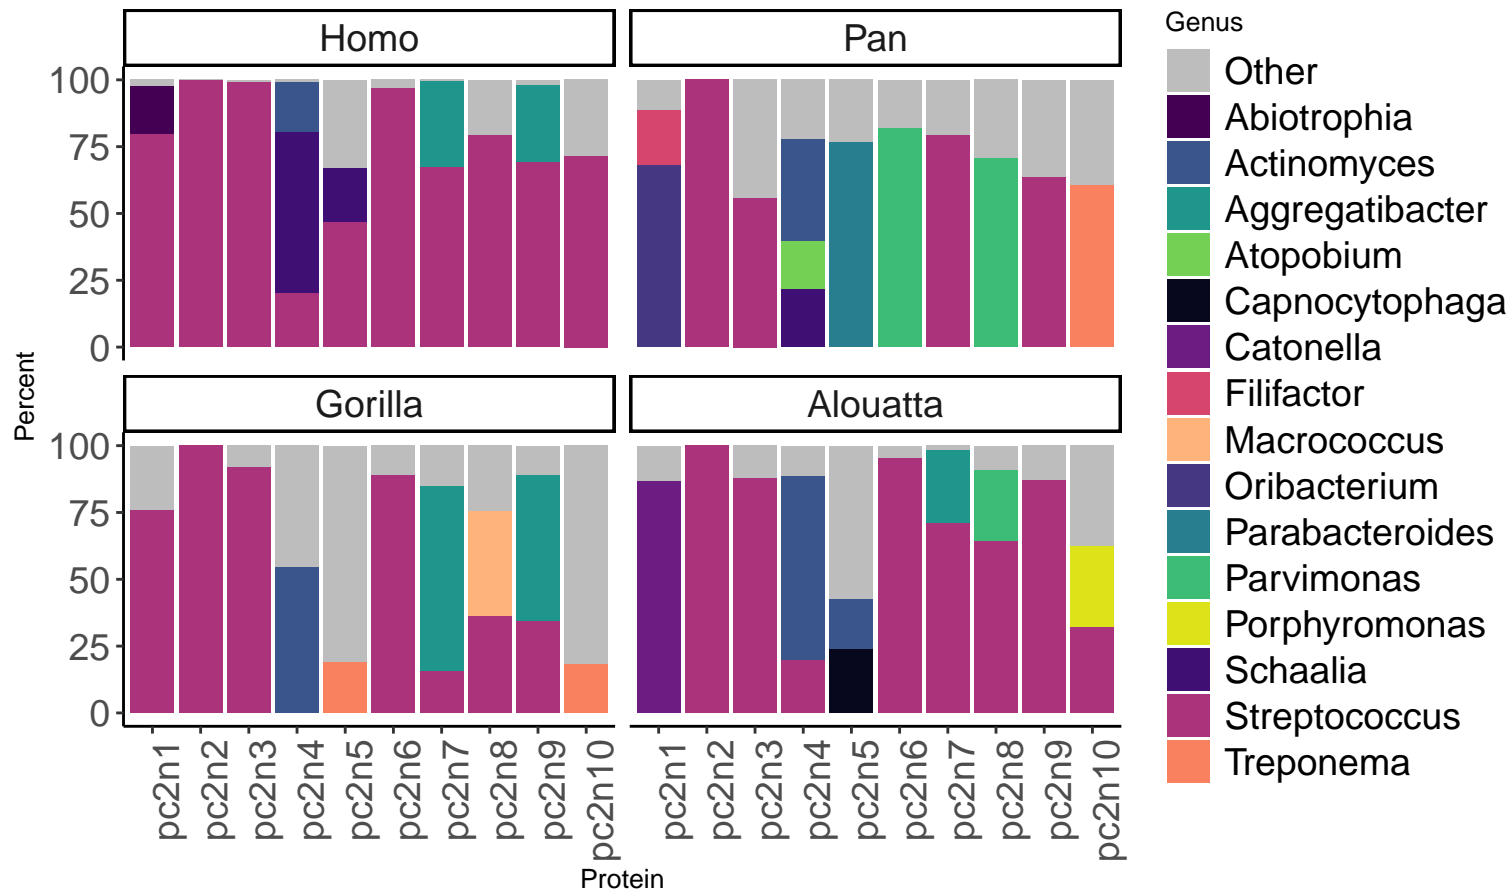 Homo
Pan
100
75
50
25
0
Gorilla
Alouatta
100
75
50
25
0
Percent
pc2n1
pc2n2
pc2n3
pc2n4
pc2n5
pc2n6
pc2n7
pc2n8
pc2n9
pc2n10
pc2n1
pc2n2
pc2n3
pc2n4
pc2n5
pc2n6
pc2n7
pc2n8
pc2n9
pc2n10
Protein
Genus
Other
Abiotrophia
Actinomyces
Aggregatibacter
Atopobium
Capnocytophaga
Catonella
Filifactor
Macrococcus
Oribacterium
Parabacteroides
Parvimonas
Porphyromonas
Schaalia
Streptococcus
Treponema